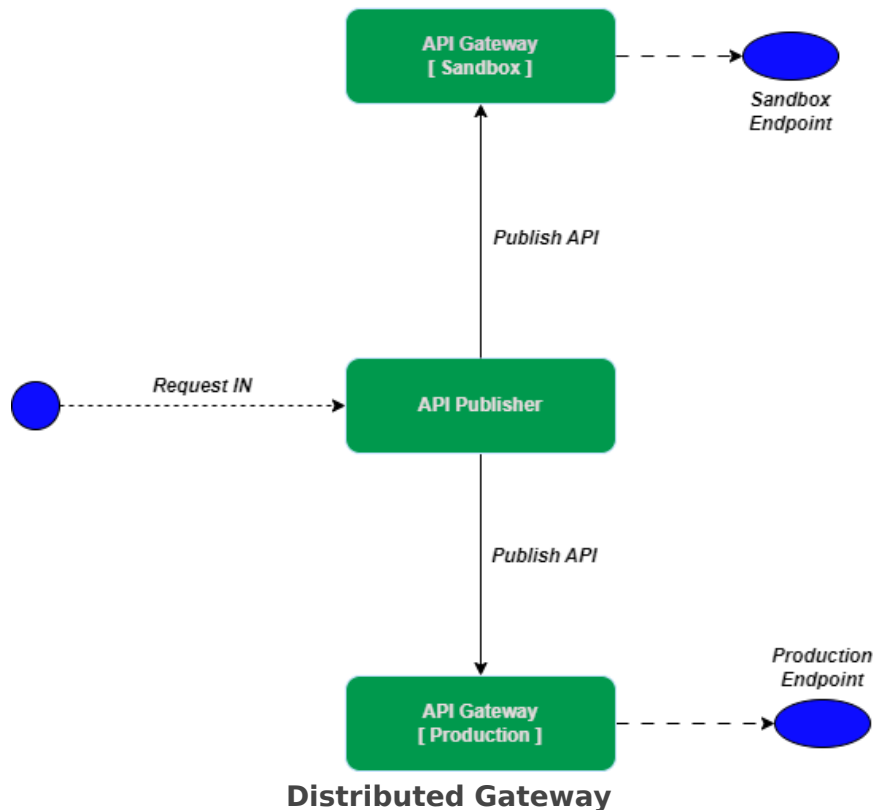 API Gateway
[ Sandbox ]
Sandbox
Endpoint
Publish API
Request IN
API Publisher
Publish API
Production
Endpoint
API Gateway
[ Production ]
Distributed Gateway